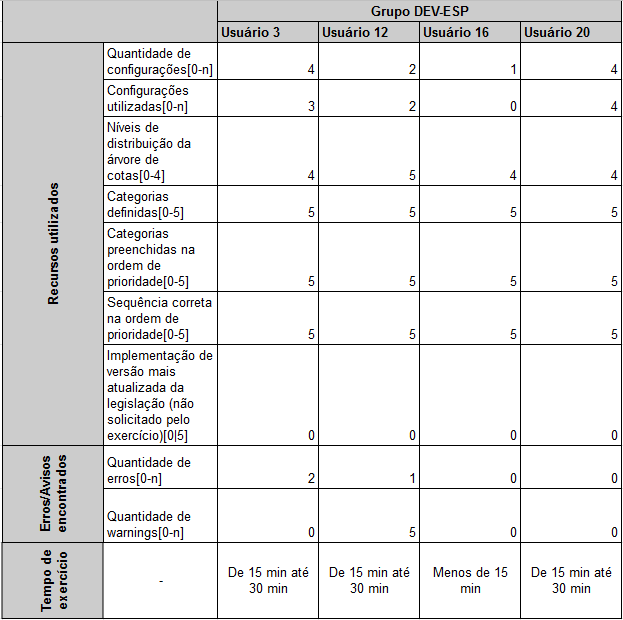 Grupo DEV-ESP
Usuário 3 Usuário 12 Usuário 16 Usuário 20
Recursos utilizados
Quantidade de
configurações[0-n] 4 2 1 4
Configurações
utilizadas[0-n] 3 2 0 4
Níveis de
distribuição da
árvore de
cotas[0-4] 4 5 4 4
Categorias
definidas[0-5] 5 5 5 5
Categorias
preenchidas na
ordem de
prioridade[0-5] 5 5 5 5
Sequência correta
na ordem de
prioridade[0-5] 5 5 5 5
Implementação de
versão mais
atualizada da
legislação (não
solicitado pelo
exercício)[0|5] 0 0 0 0
Erros/Avisos
encontrados
Quantidade de
erros[0-n] 2 1 0 0
Quantidade de
warnings[0-n] 0 5 0 0
Tempo de
exercício
- De 15 min até De 15 min até Menos de 15 De 15 min até
30 min 30 min min 30 min